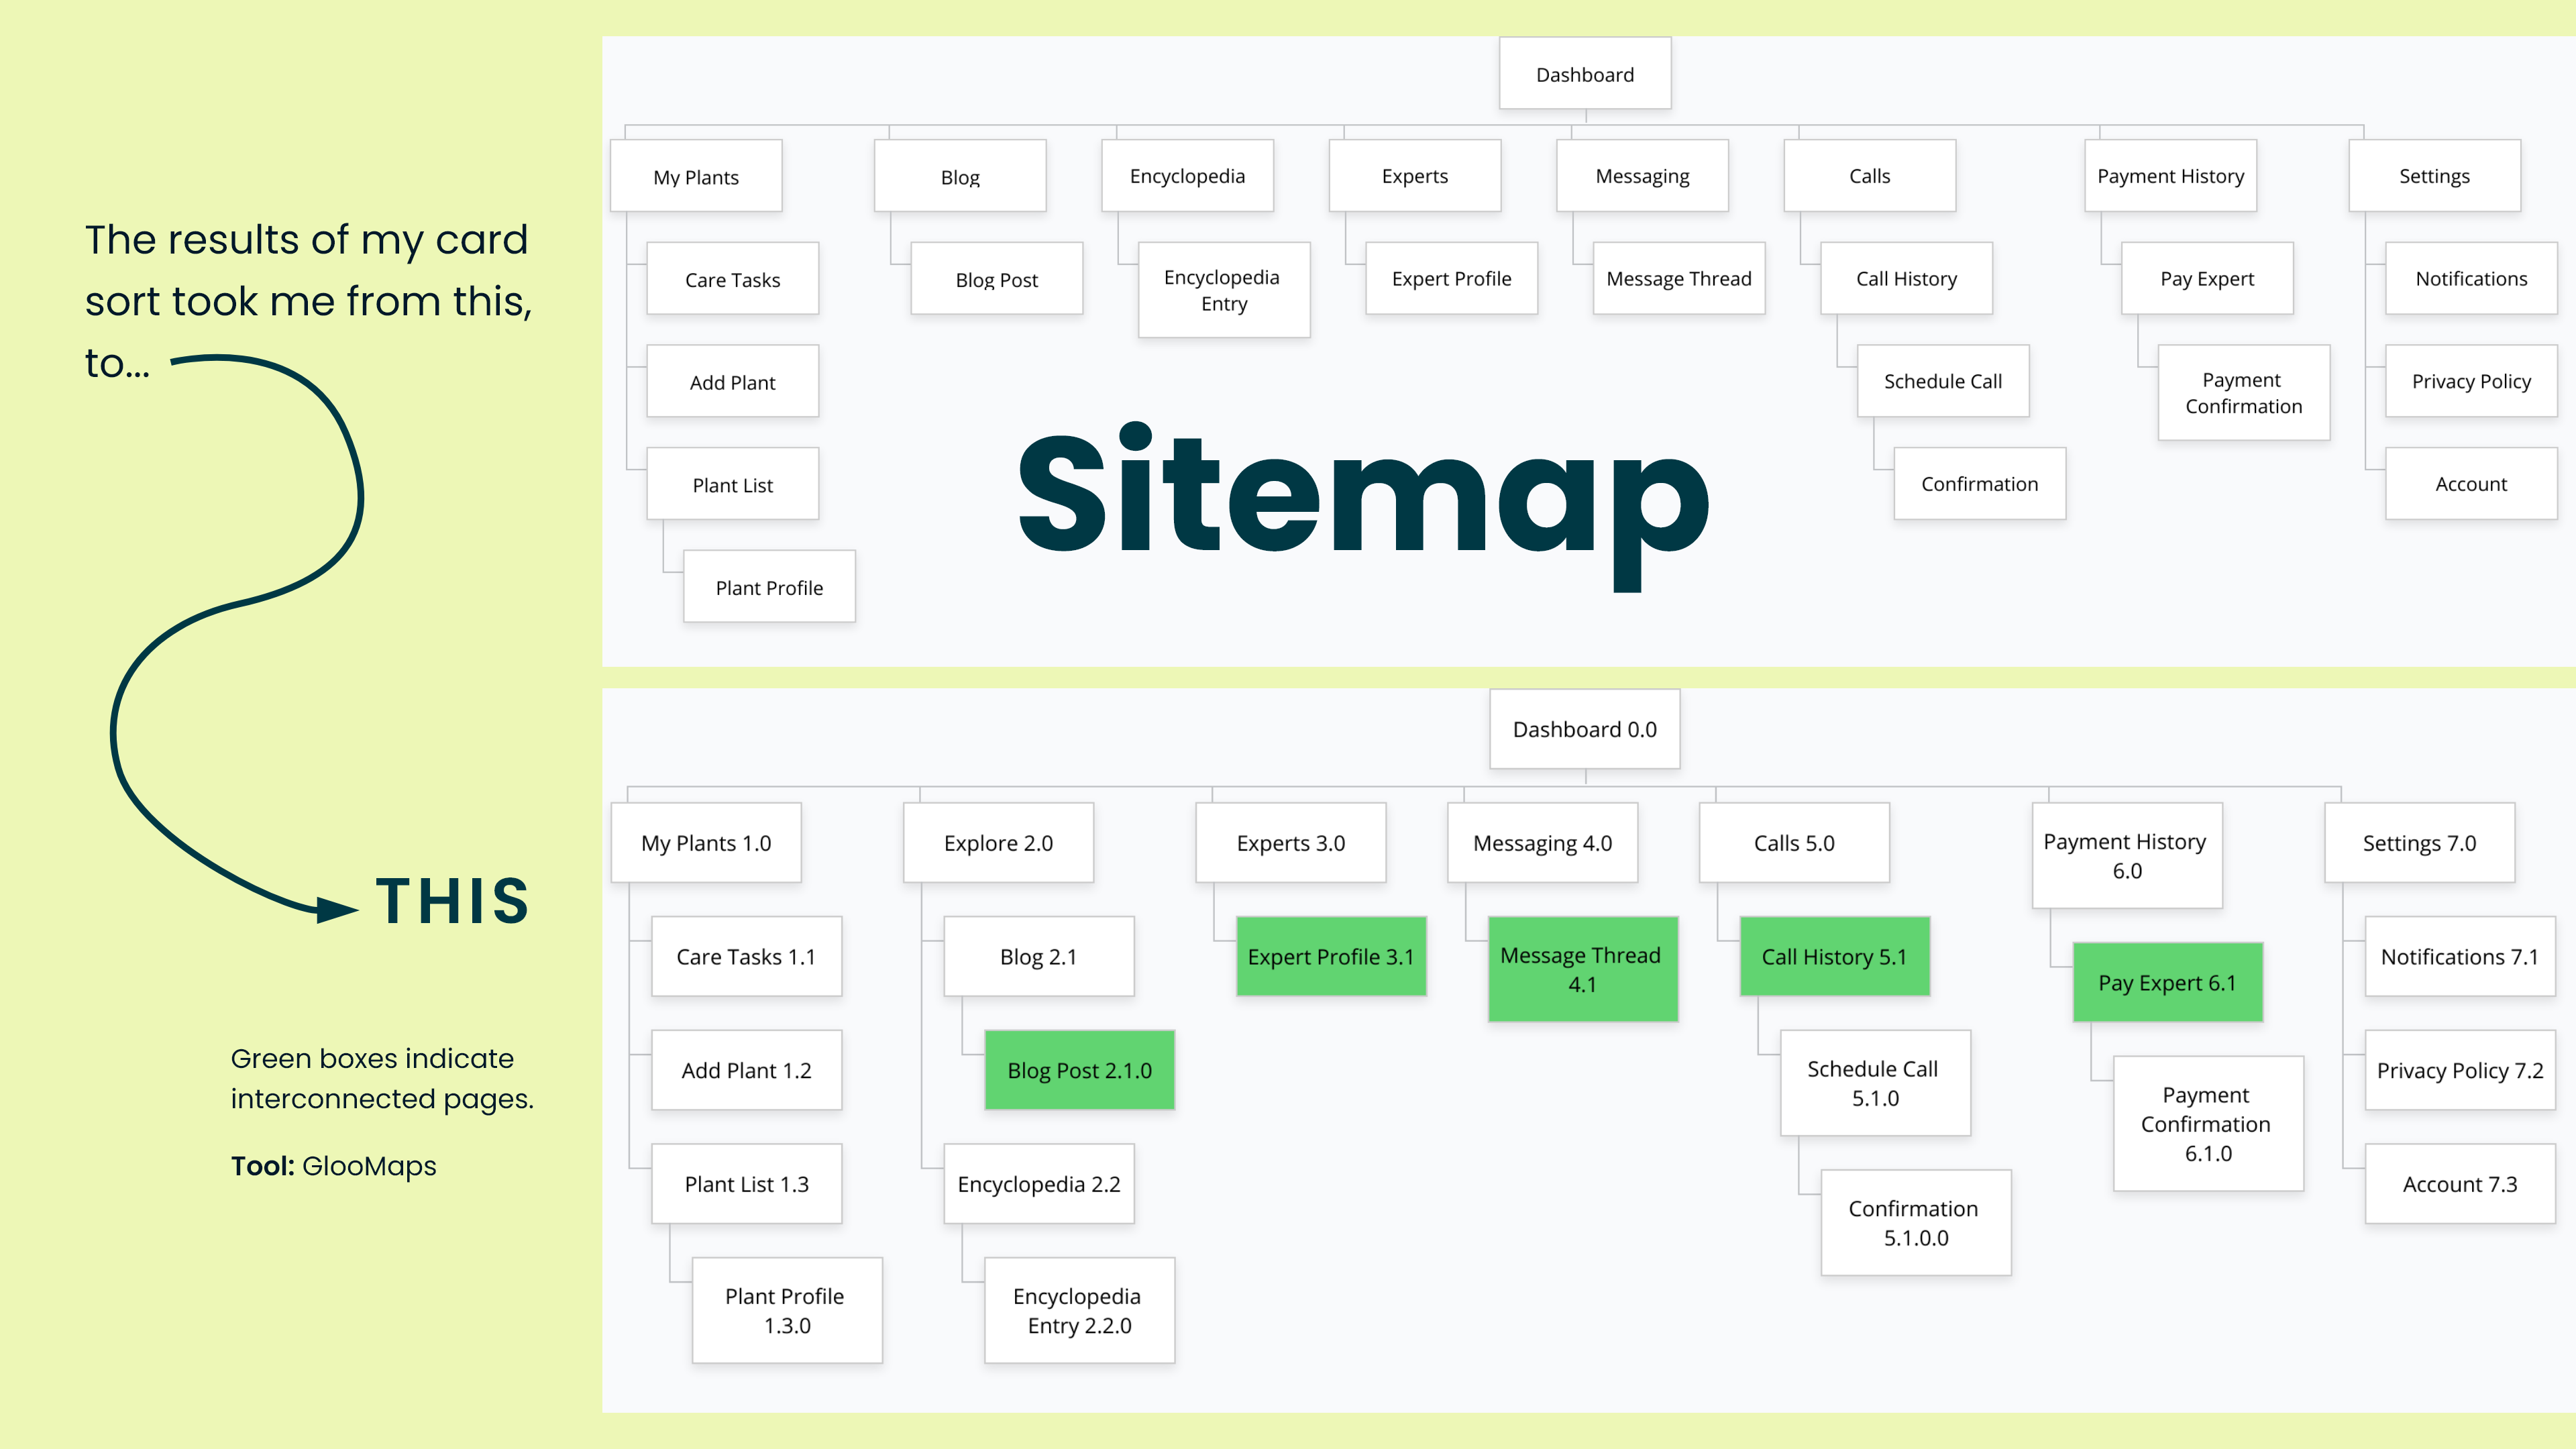 The results of my card
sort took me from this,
to...
THIS
Green boxes indicate
interconnected pages.
Tool: GlooMaps
Dashboard
My Plants
Blog
Encyclopedia
Experts
Messaging
Calls
Payment History
Settings
Care Tasks
Blog Post
Encyclopedia
Entry
Expert Profile
Message Thread
Call History
Pay Expert
Notifications
Add Plant
Schedule Call
Payment
Confirmation
Privacy Policy
Plant List
Confirmation
Account
Plant Profile
Sitemap
Dashboard 0.0
My Plants 1.0
Explore 2.0
Experts 3.0
Messaging 4.0
Calls 5.0
Payment History
6.0
Settings 7.0
Care Tasks 1.1
Blog 2.1
Expert Profile 3.1
Message Thread
4.1
Call History 5.1
Pay Expert 6.1
Notifications 7.1
Add Plant 1.2
Blog Post 2.1.0
Schedule Call
5.1.0
Payment
Confirmation
6.1.0
Privacy Policy 7.2
Plant List 1.3
Encyclopedia 2.2
Confirmation
5.1.0.0
Account 7.3
Plant Profile
1.3.0
Encyclopedia
Entry 2.2.0